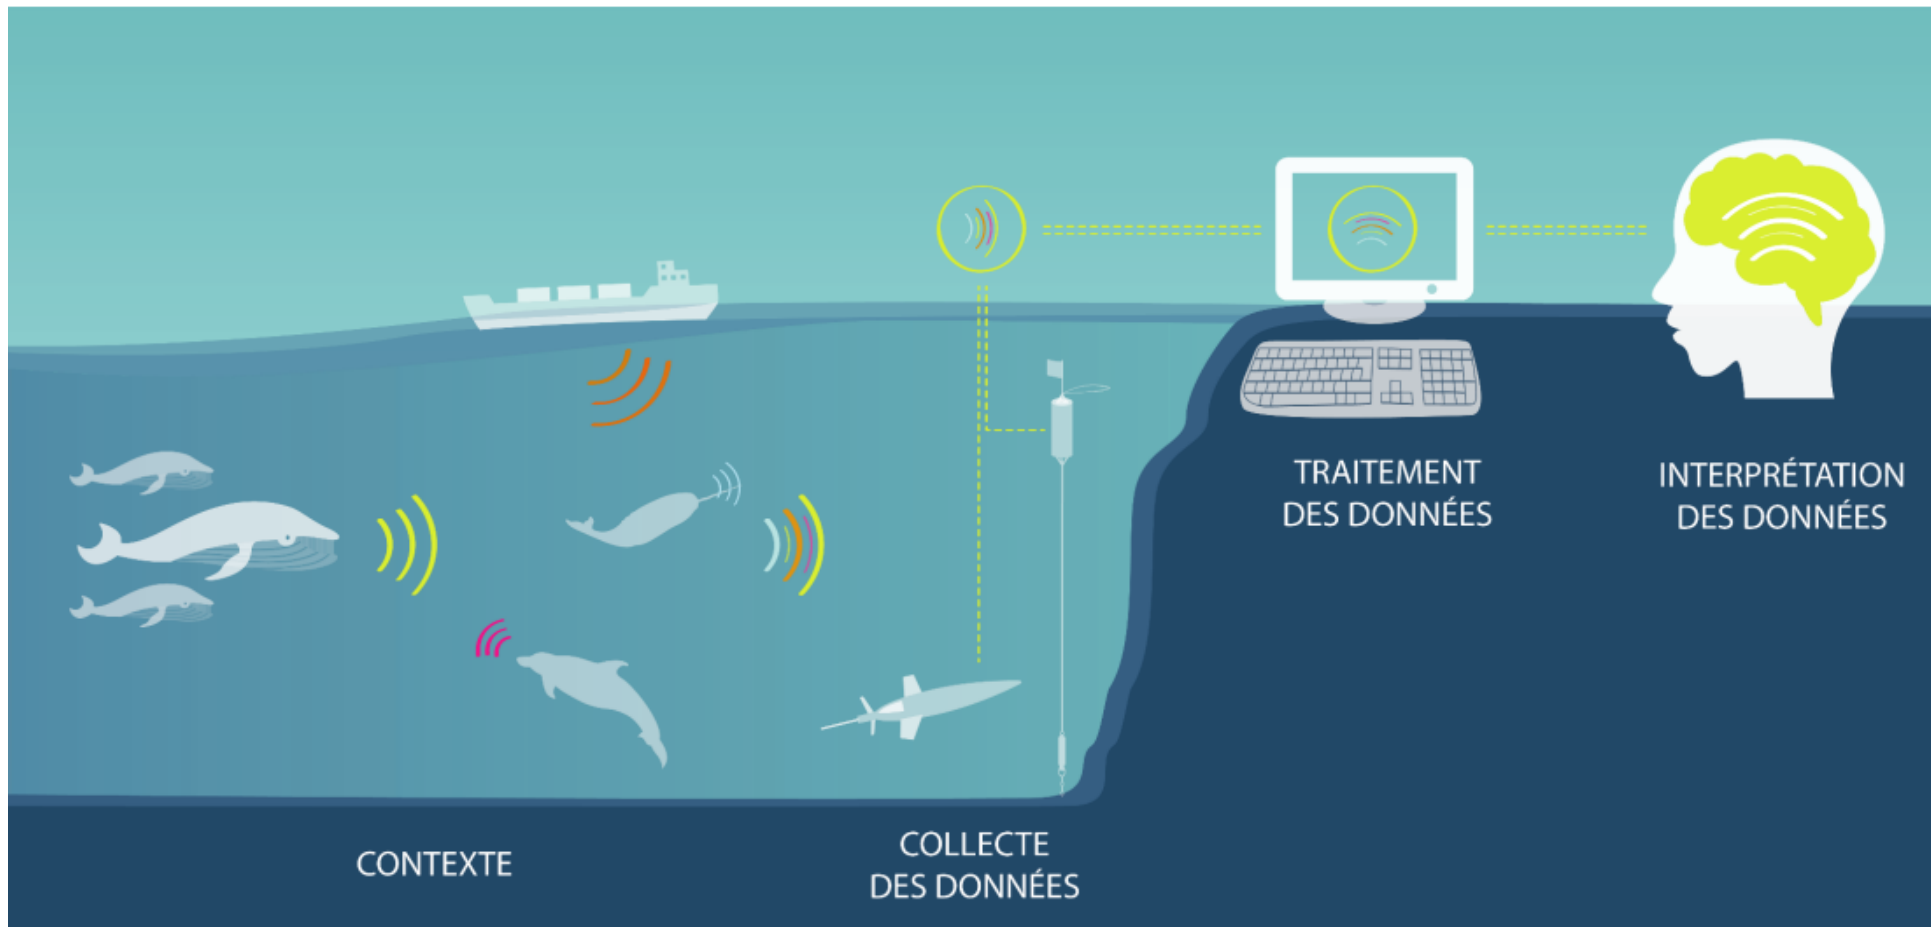 CONTEXTE
COLLECTE
DES DONNÉES
TRAITEMENT
DES DONNÉES
INTERPRÉTATION
DES DONNÉES